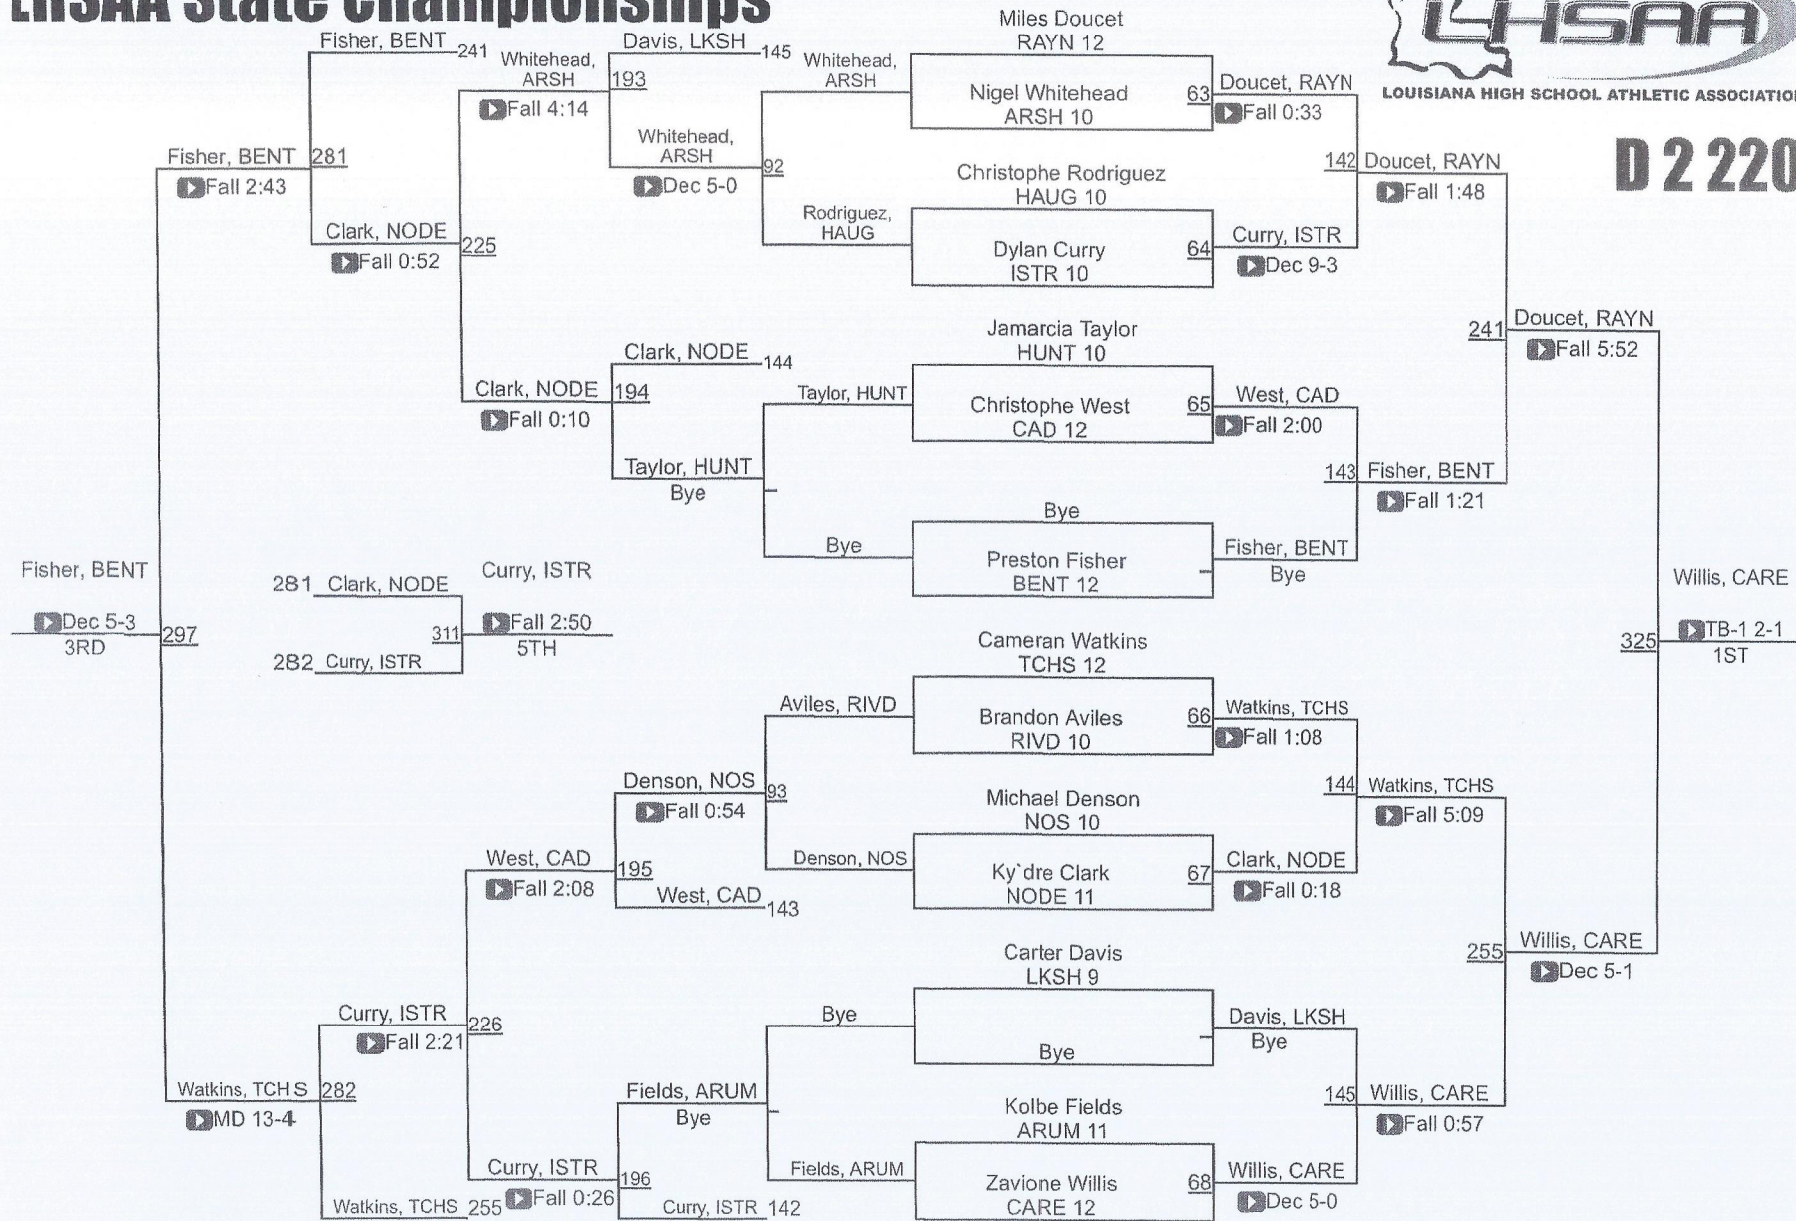 LHSAA State Championships
LHSAA
LOUISIANA HIGH SCHOOL ATHLETIC ASSOCIATION
D 2 220
Fisher, BENT
241
Whitehead,
ARSH
Fall 4:14
Davis, LKSH
145
193
Whitehead,
ARSH
Dec 5-0
92
Whitehead,
ARSH
Rodriguez,
HAUG
Miles Doucet
RAYN 12
Nigel Whitehead
ARSH 10
63
Doucet, RAYN
Fall 0:33
Christophe Rodriguez
HAUG 10
Dylan Curry
ISTR 10
64
Curry, ISTR
Dec 9-3
142
Doucet, RAYN
Fall 1:48
Fisher, BENT
281
Fall 2:43
Clark, NODE
225
Fall 0:52
Clark, NODE
194
Fall 0:10
Clark, NODE
144
Taylor, HUNT
Bye
Taylor, HUNT
Bye
Jamarcia Taylor
HUNT 10
Christophe West
CAD 12
65
West, CAD
Fall 2:00
Bye
Preston Fisher
BENT 12
Fisher, BENT
Bye
143
Fisher, BENT
Fall 1:21
241
Doucet, RAYN
Fall 5:52
Fisher, BENT
Dec 5-3
3RD
297
281 Clark, NODE
282 Curry, ISTR
311
Curry, ISTR
Fall 2:50
5TH
Willis, CARE
325
TB-1 2-1
1ST
Cameran Watkins
TCHS 12
Brandon Aviles
RIVD 10
66
Watkins, TCHS
Fall 1:08
Aviles, RIVD
Denson, NOS
93
Fall 0:54
Denson, NOS
Michael Denson
NOS 10
Ky`dre Clark
NODE 11
67
Clark, NODE
Fall 0:18
144
Watkins, TCHS
Fall 5:09
West, CAD
195
Fall 2:08
West, CAD
143
Carter Davis
LKSH 9
Bye
Bye
Davis, LKSH
Bye
255
Willis, CARE
Dec 5-1
Curry, ISTR
226
Fall 2:21
Watkins, TCHS
282
MD 13-4
Fields, ARUM
Bye
Kolbe Fields
ARUM 11
Zavione Willis
CARE 12
68
Willis, CARE
Dec 5-0
145
Willis, CARE
Fall 0:57
Curry, ISTR
196
Fall 0:26
Fields, ARUM
Watkins, TCHS 255
Curry, ISTR 142